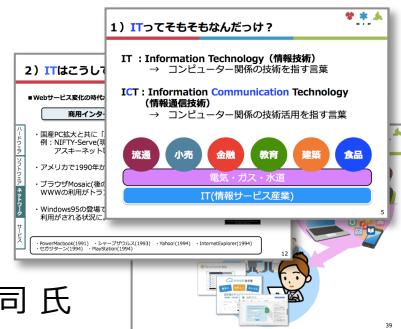 1）ITってそもそもなんだっけ？
IT ：Information Technology（情報技術）
→ コンピューター関係の技術を指す言葉
ICT：Information Communication Technology
（情報通信技術）
→ コンピューター関係の技術活用を指す言葉
流通
小売
金融
教育
建築
食品
電気・ガス・水道
IT(情報サービス産業)
5
2）ITはこうして
■Webサービス変化の時代
商用インター
ハードウェア
ソフトウェア
ネットワーク
サービス
・国産PC拡大と共に「
例：NIFTY-Serve(現
アスキーネット
・アメリカで1990年か
・ブラウザMosaic(後の
WWWの利用がトラ
・Windows95の登場で
利用される状況に
・PowerMacbook(1991) ・シャープザウルス(1993) ・Yahoo!(1994) ・InternetExplorer(1994)
・セガサターン(1994) ・PlayStation(1994)
12
司 氏
39